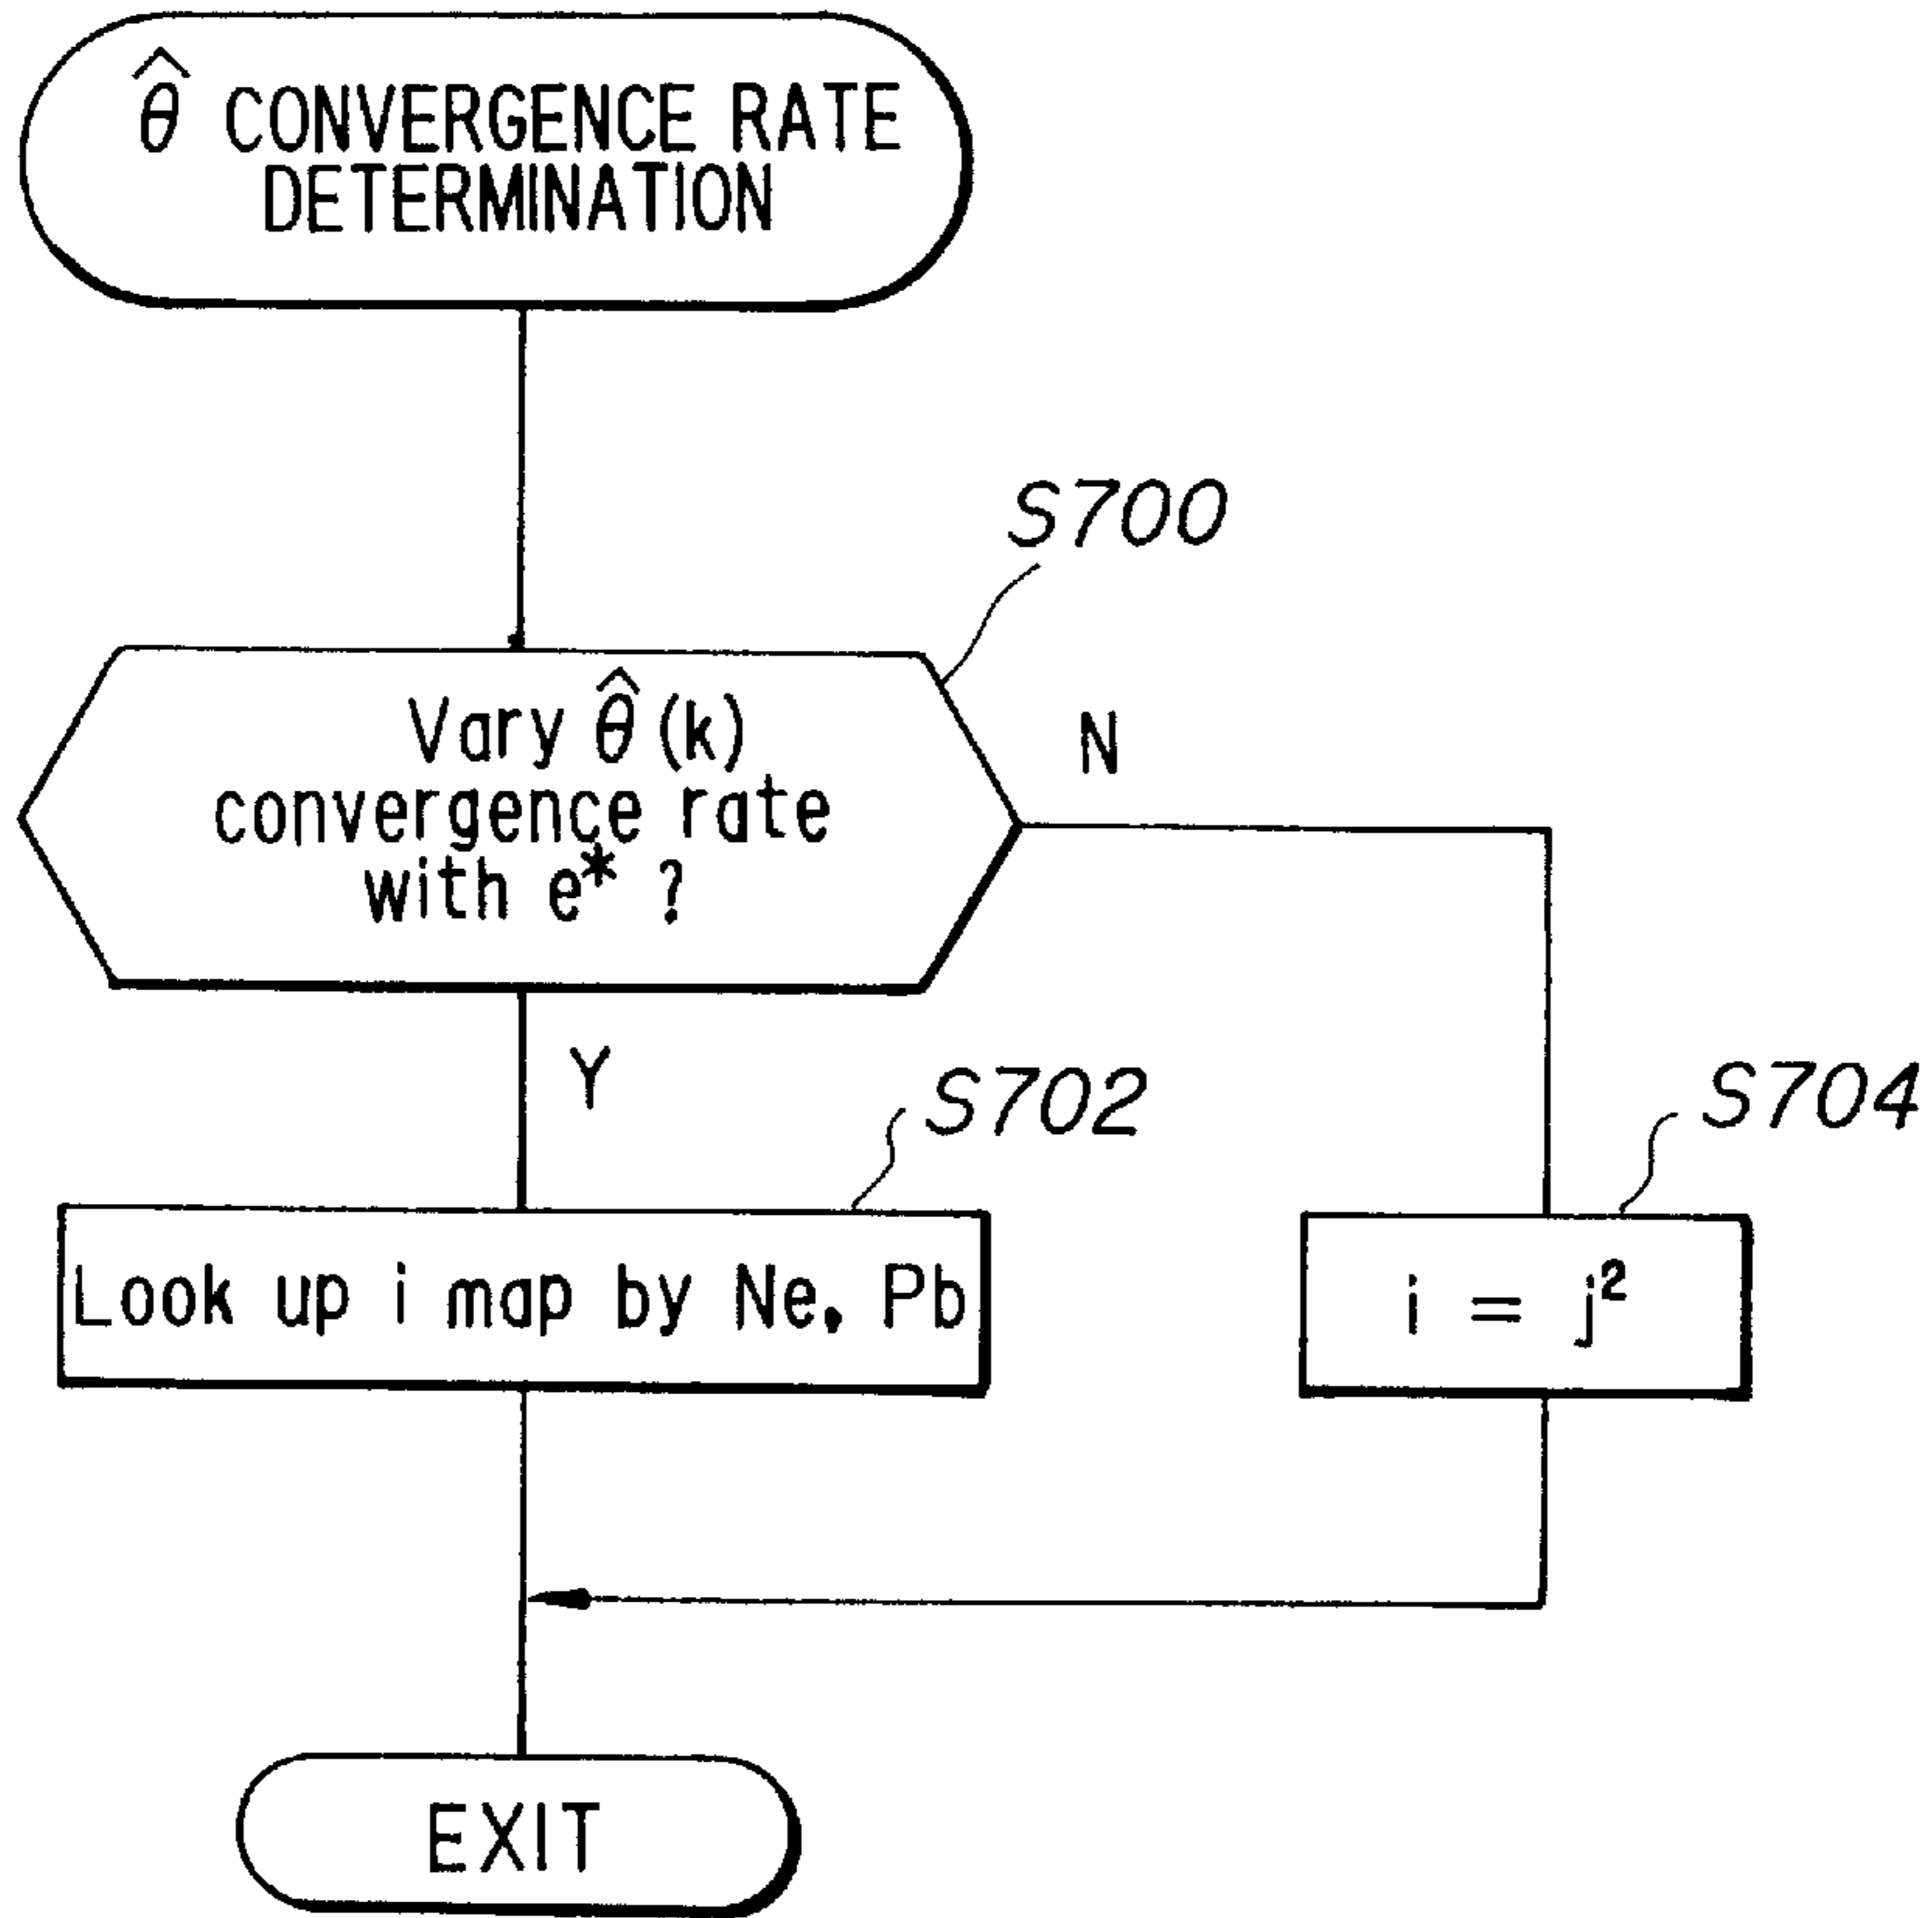 θ̂ CONVERGENCE RATE
DETERMINATION
S700
Vary θ̂ (k)
convergence rate
with e* ?
N
Y
S702
S704
Look up i map by Ne. Pb
i = j²
EXIT